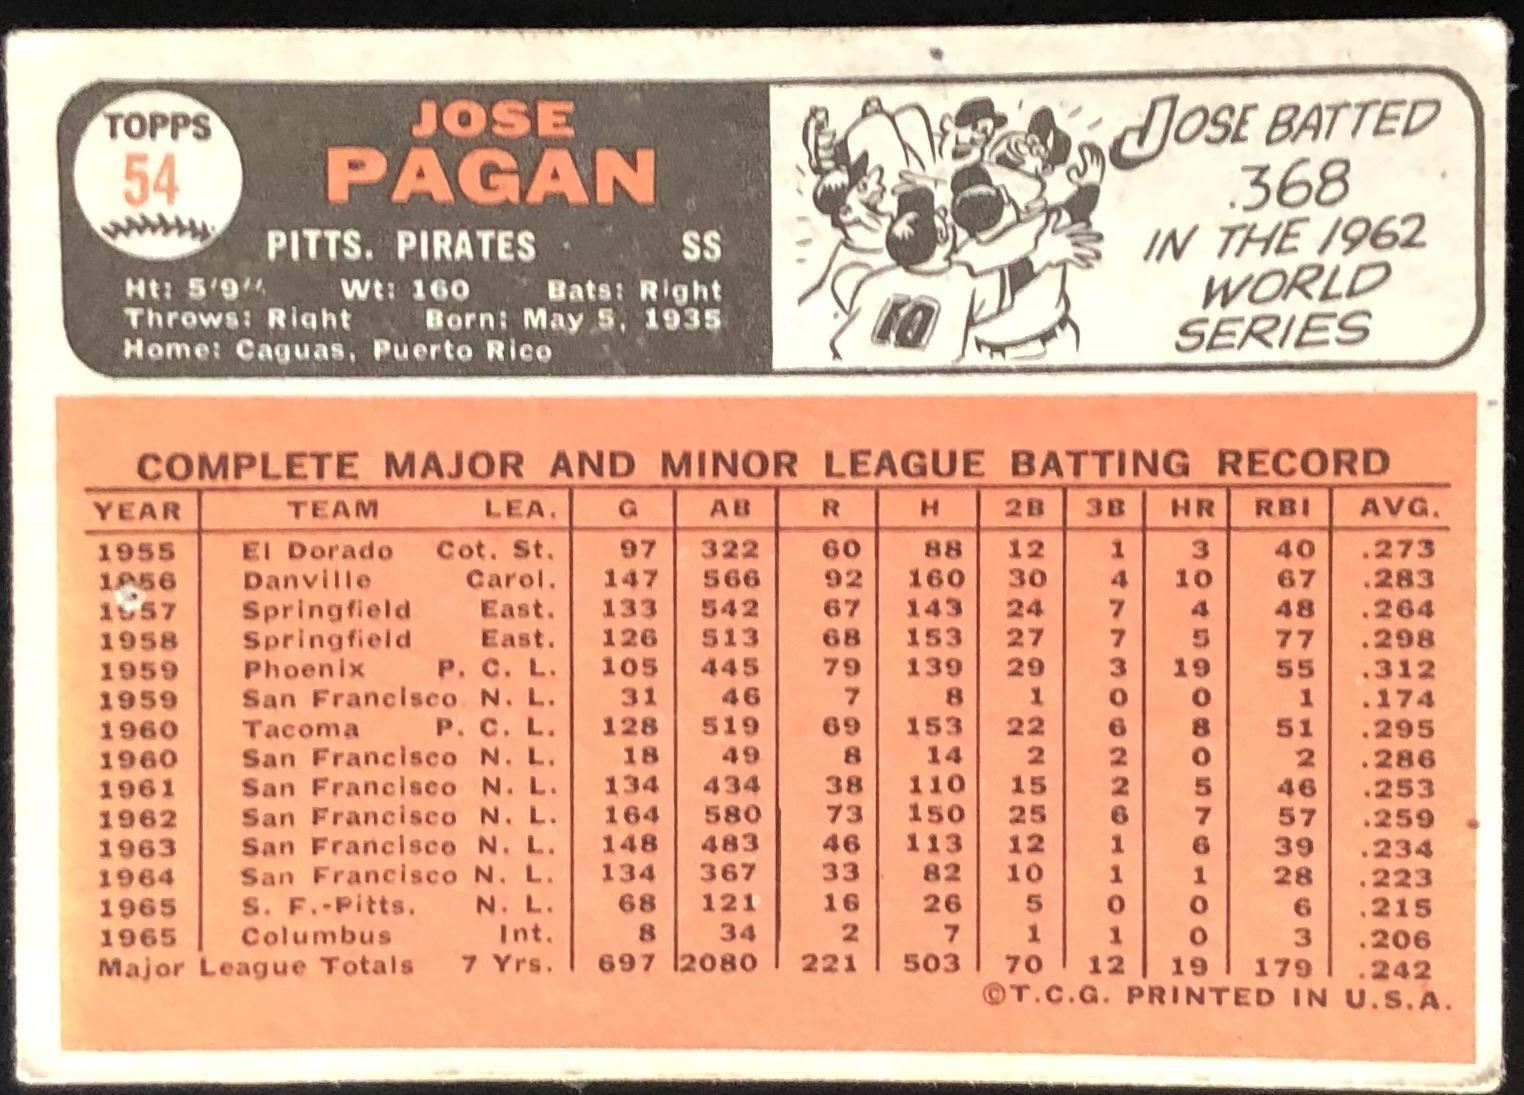 TOPPS
54
JOSE
PAGAN
PITTS. PIRATES SS
Ht: 5'9" Wt: 160 Bats: Right
Throws: Right Born: May 5, 1935
Home: Caguas, Puerto Rico
10
JOSE BATTED
.368
IN THE 1962
WORLD
SERIES
COMPLETE MAJOR AND MINOR LEAGUE BATTING RECORD
YEAR TEAM LEA. G AB R H 2B 3B HR RBI AVG.
1955 El Dorado Cot. St. 97 322 60 88 12 1 3 40 .273
1956 Danville Carol. 147 566 92 160 30 4 10 67 .283
1957 Springfield East. 133 542 67 143 24 7 4 48 .264
1958 Springfield East. 126 513 68 153 27 7 5 77 .298
1959 Phoenix P. C. L. 105 445 79 139 29 3 19 55 .312
1959 San Francisco N. L. 31 46 7 8 1 0 0 1 .174
1960 Tacoma P. C. L. 128 519 69 153 22 6 8 51 .295
1960 San Francisco N. L. 18 49 8 14 2 2 0 2 .286
1961 San Francisco N. L. 134 434 38 110 15 2 5 46 .253
1962 San Francisco N. L. 164 580 73 150 25 6 7 57 .259
1963 San Francisco N. L. 148 483 46 113 12 1 6 39 .234
1964 San Francisco N. L. 134 367 33 82 10 1 1 28 .223
1965 S. F.-Pitts. N. L. 68 121 16 26 5 0 0 6 .215
1965 Columbus Int. 8 34 2 7 1 1 0 3 .206
Major League Totals 7 Yrs. 697 2080 221 503 70 12 19 179 .242
©T.C.G. PRINTED IN U.S.A.